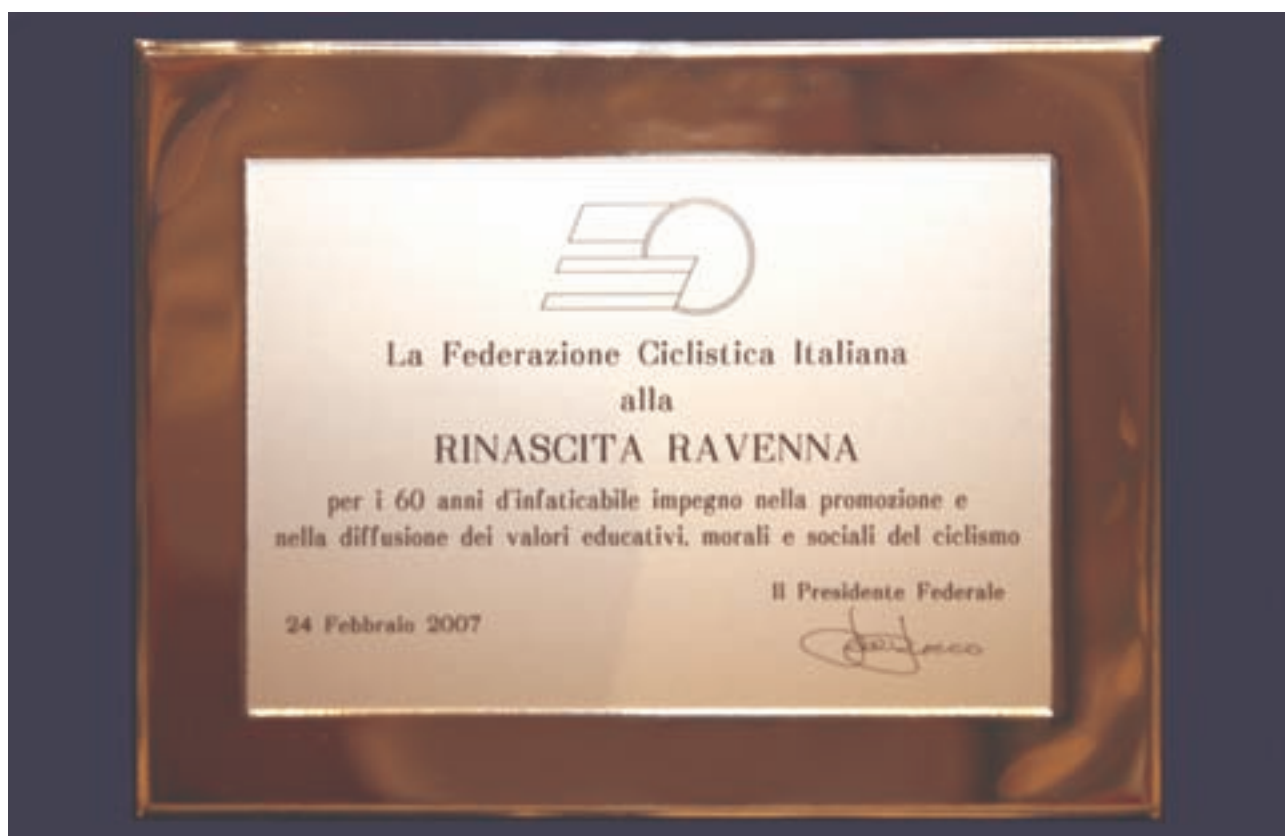 La Federazione Ciclistica Italiana
alla
RINASCITA RAVENNA
per i 60 anni d'infaticabile impegno nella promozione e
nella diffusione dei valori educativi, morali e sociali del ciclismo
Il Presidente Federale
24 Febbraio 2007